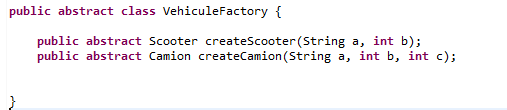 public abstract class VehiculeFactory {
public abstract Scooter createScooter(String a, int b);
public abstract Camion createCamion(String a, int b, int c);
}